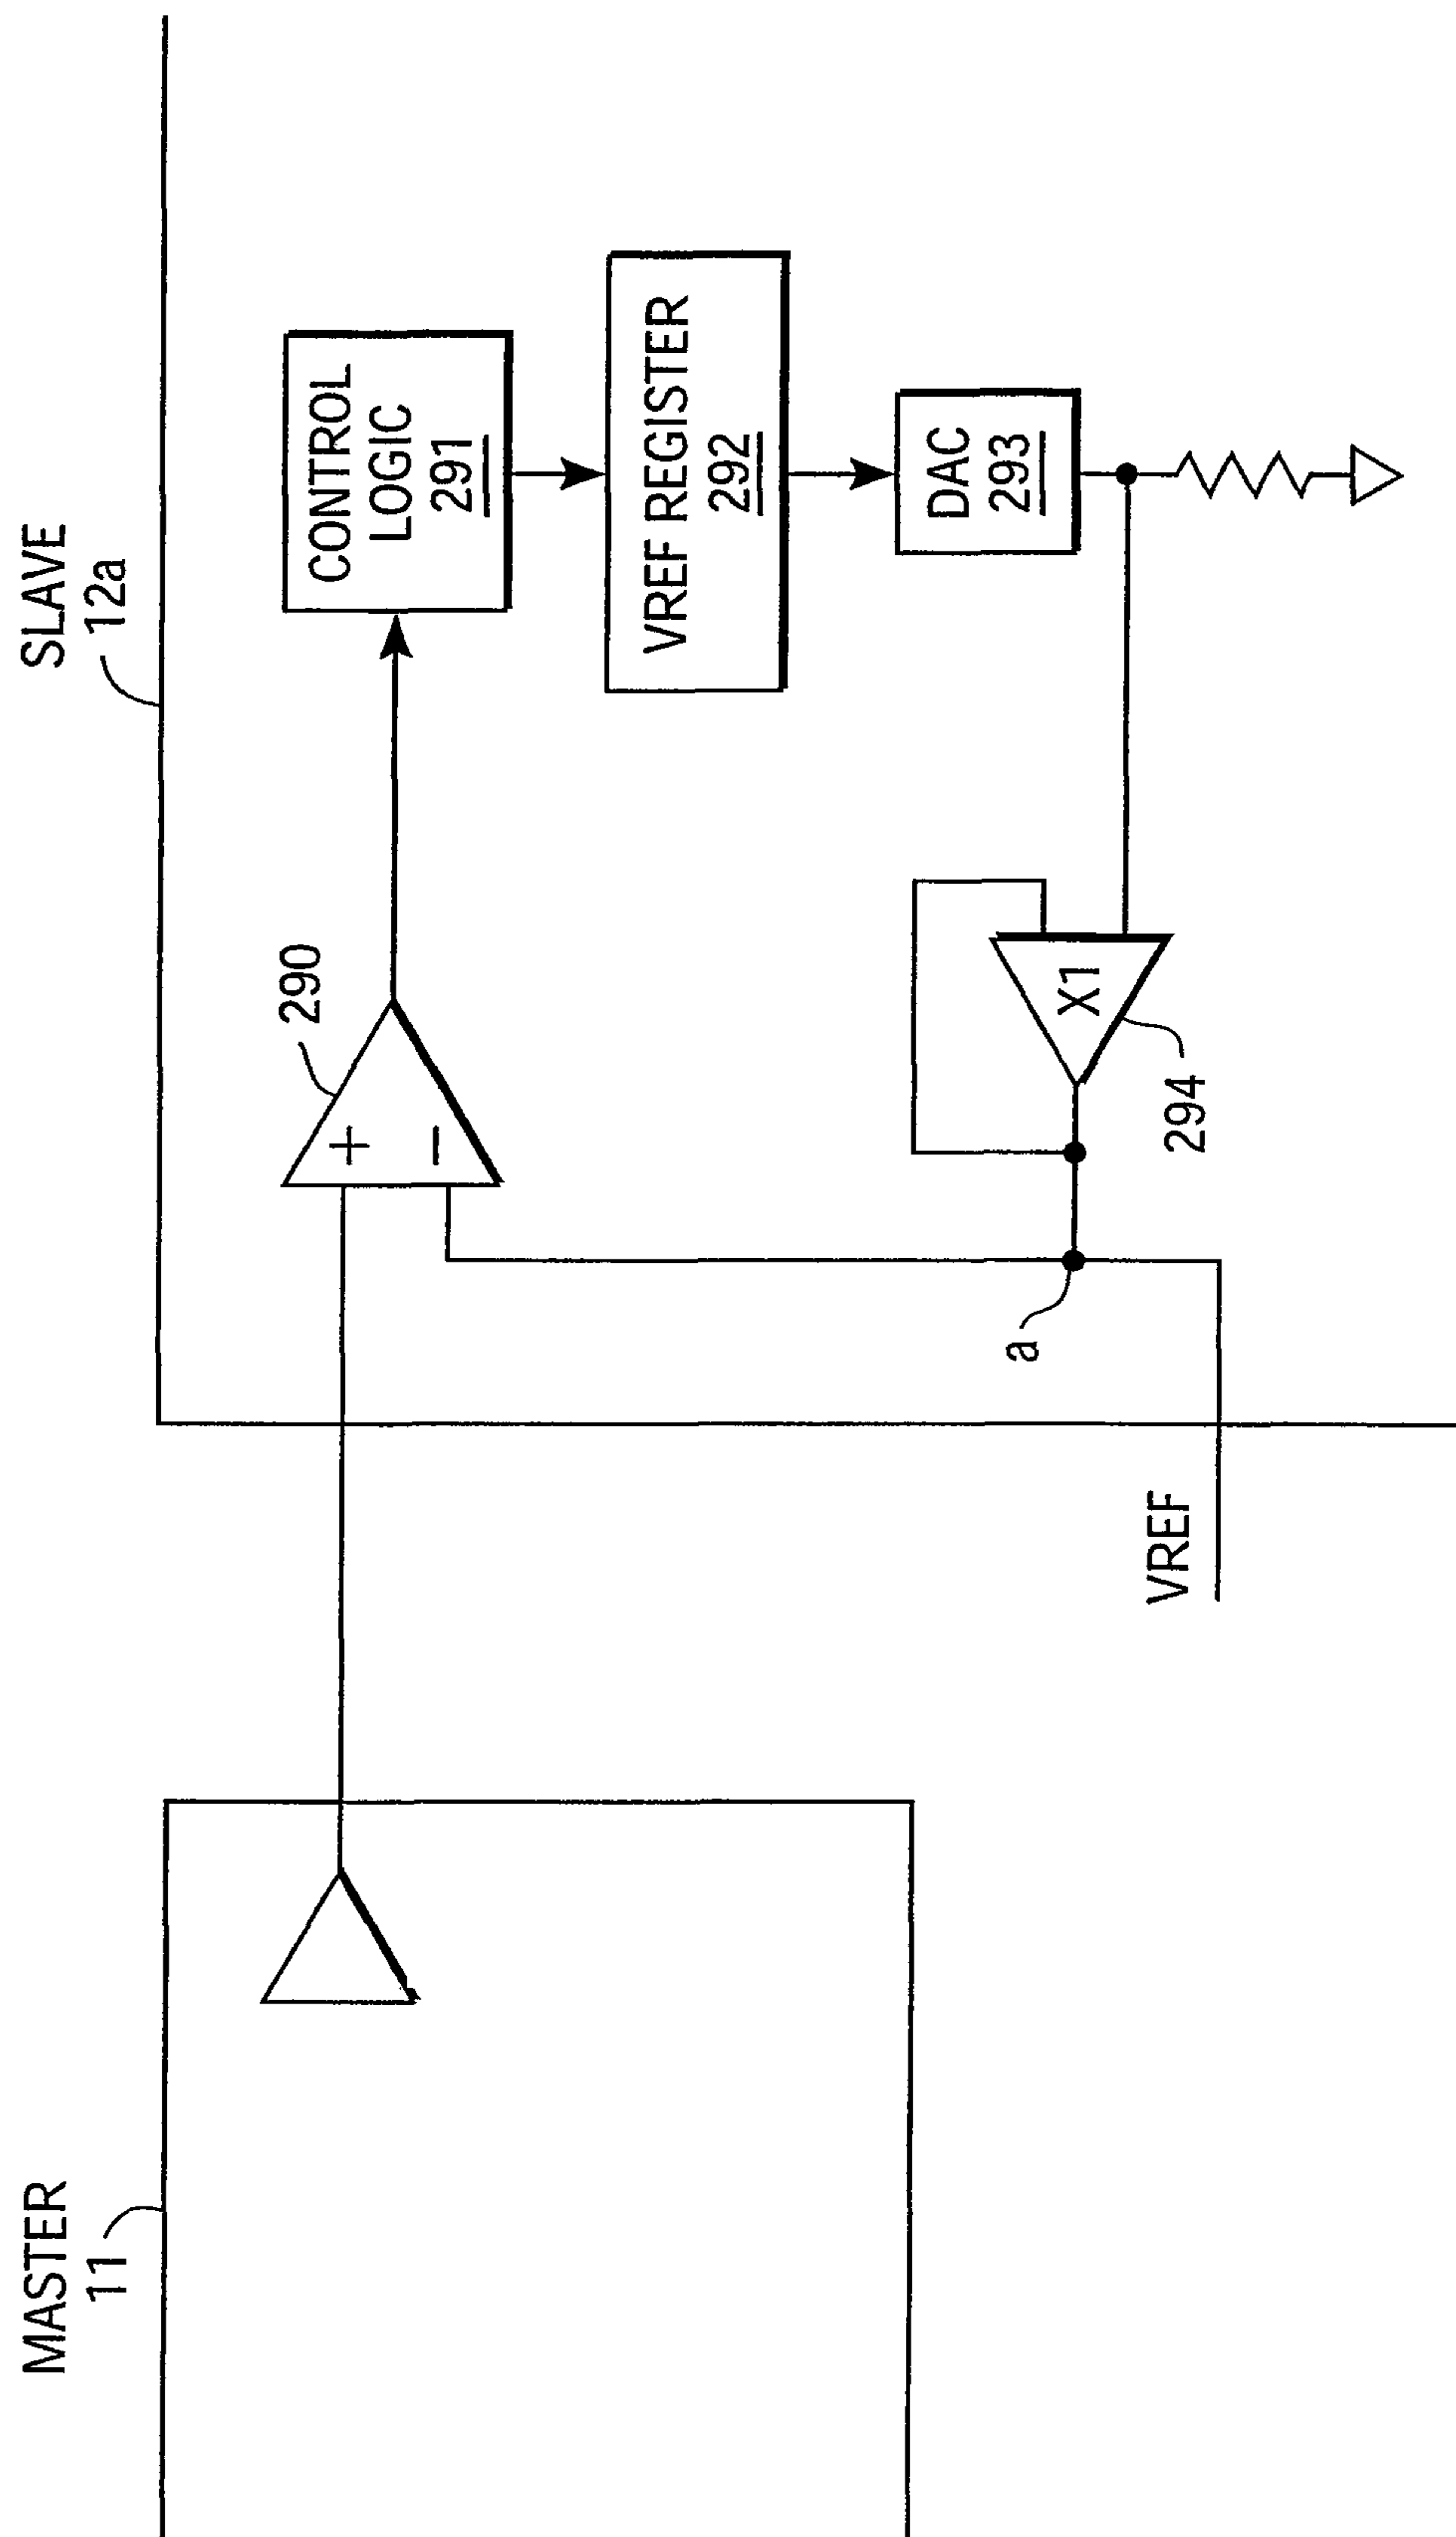 MASTER
11
SLAVE
12a
290
+
−
CONTROL
LOGIC
291
VREF REGISTER
292
DAC
293
X1
294
a
VREF